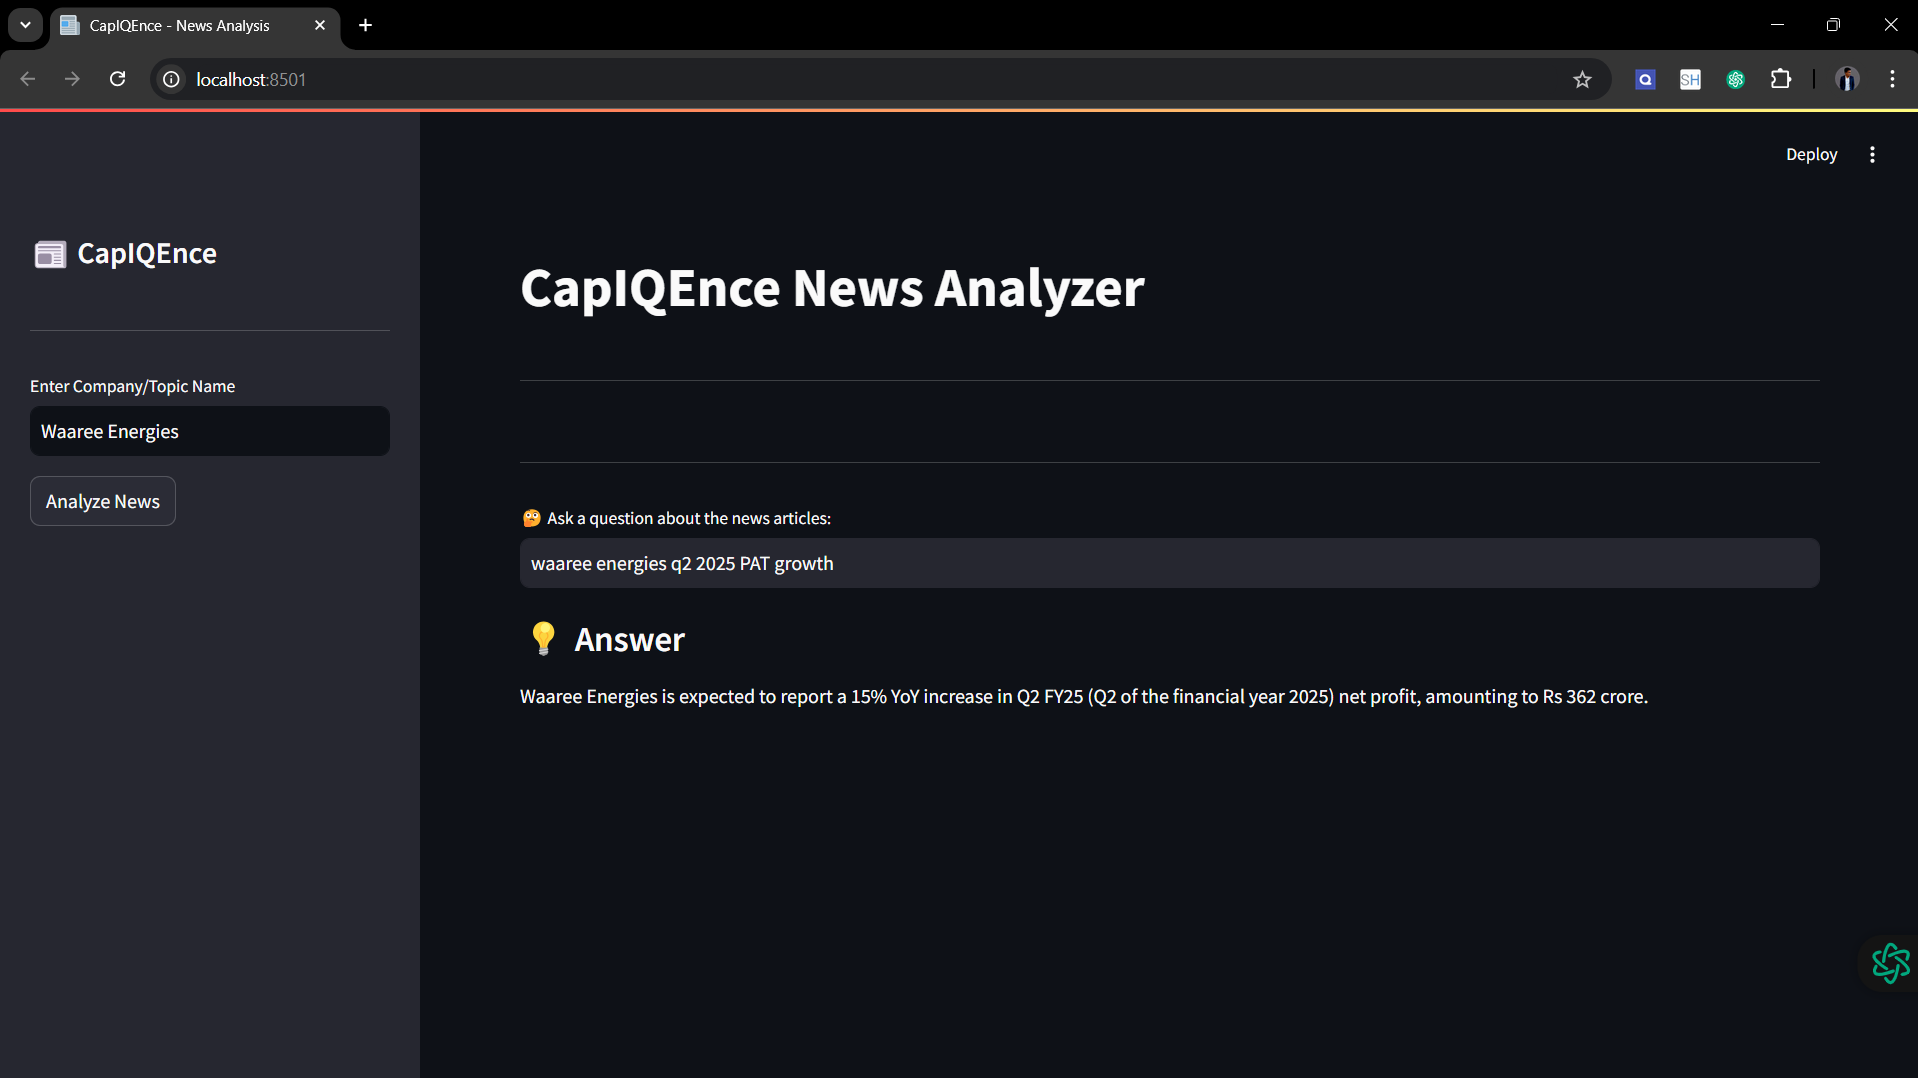 CapIQEnce - News Analysis
localhost:8501
SH
Deploy
CapIQEnce
Enter Company/Topic Name
Waaree Energies
Analyze News
CapIQEnce News Analyzer
Ask a question about the news articles:
waaree energies q2 2025 PAT growth
Answer
Waaree Energies is expected to report a 15% YoY increase in Q2 FY25 (Q2 of the financial year 2025) net profit, amounting to Rs 362 crore.